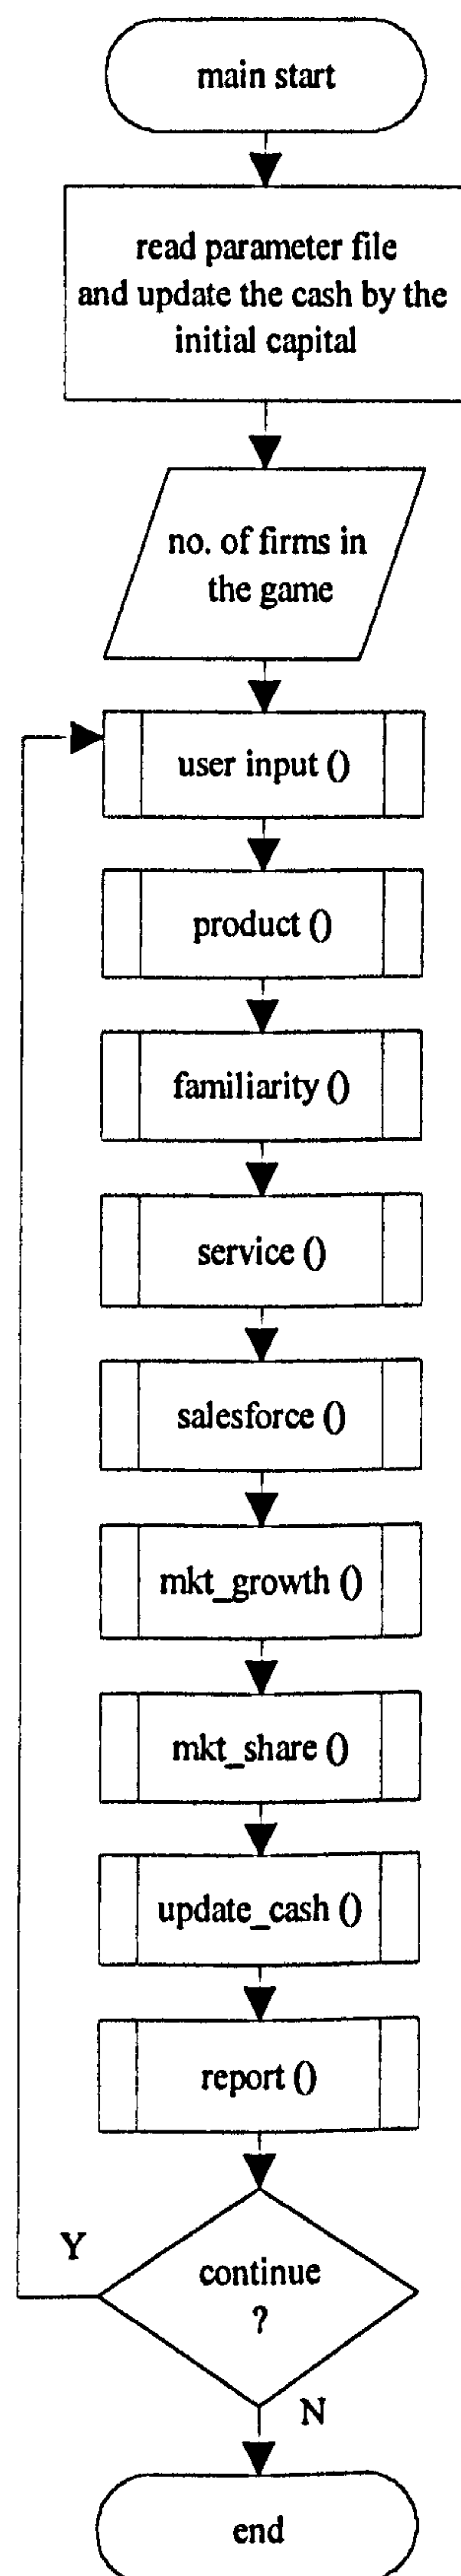 main start
read parameter file
and update the cash by the
initial capital
no. of firms in
the game
user input ()
product ()
familiarity ()
service ()
salesforce ()
mkt_growth ()
mkt_share ()
update_cash ()
report ()
continue
?
Y
N
end